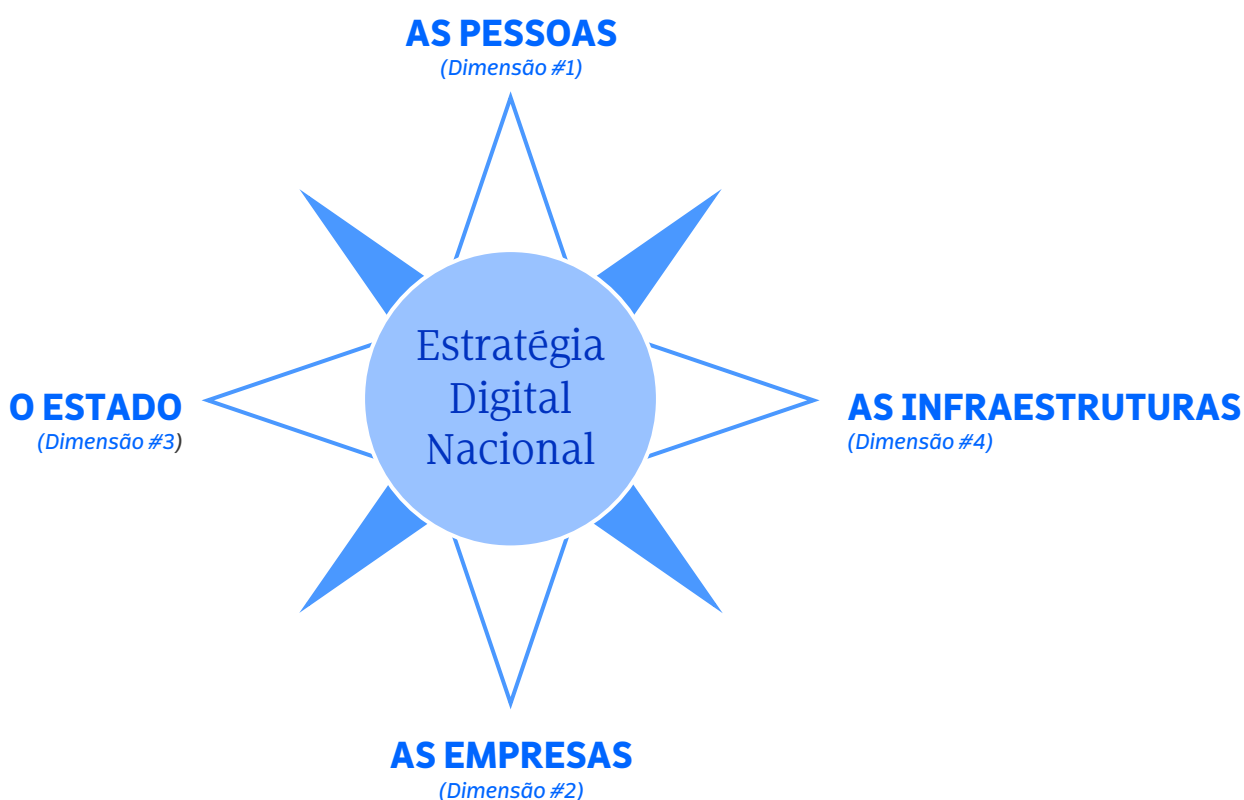 AS PESSOAS
(Dimensão #1)
Estratégia
Digital
Nacional
O ESTADO
(Dimensão #3)
AS INFRAESTRUTURAS
(Dimensão #4)
AS EMPRESAS
(Dimensão #2)